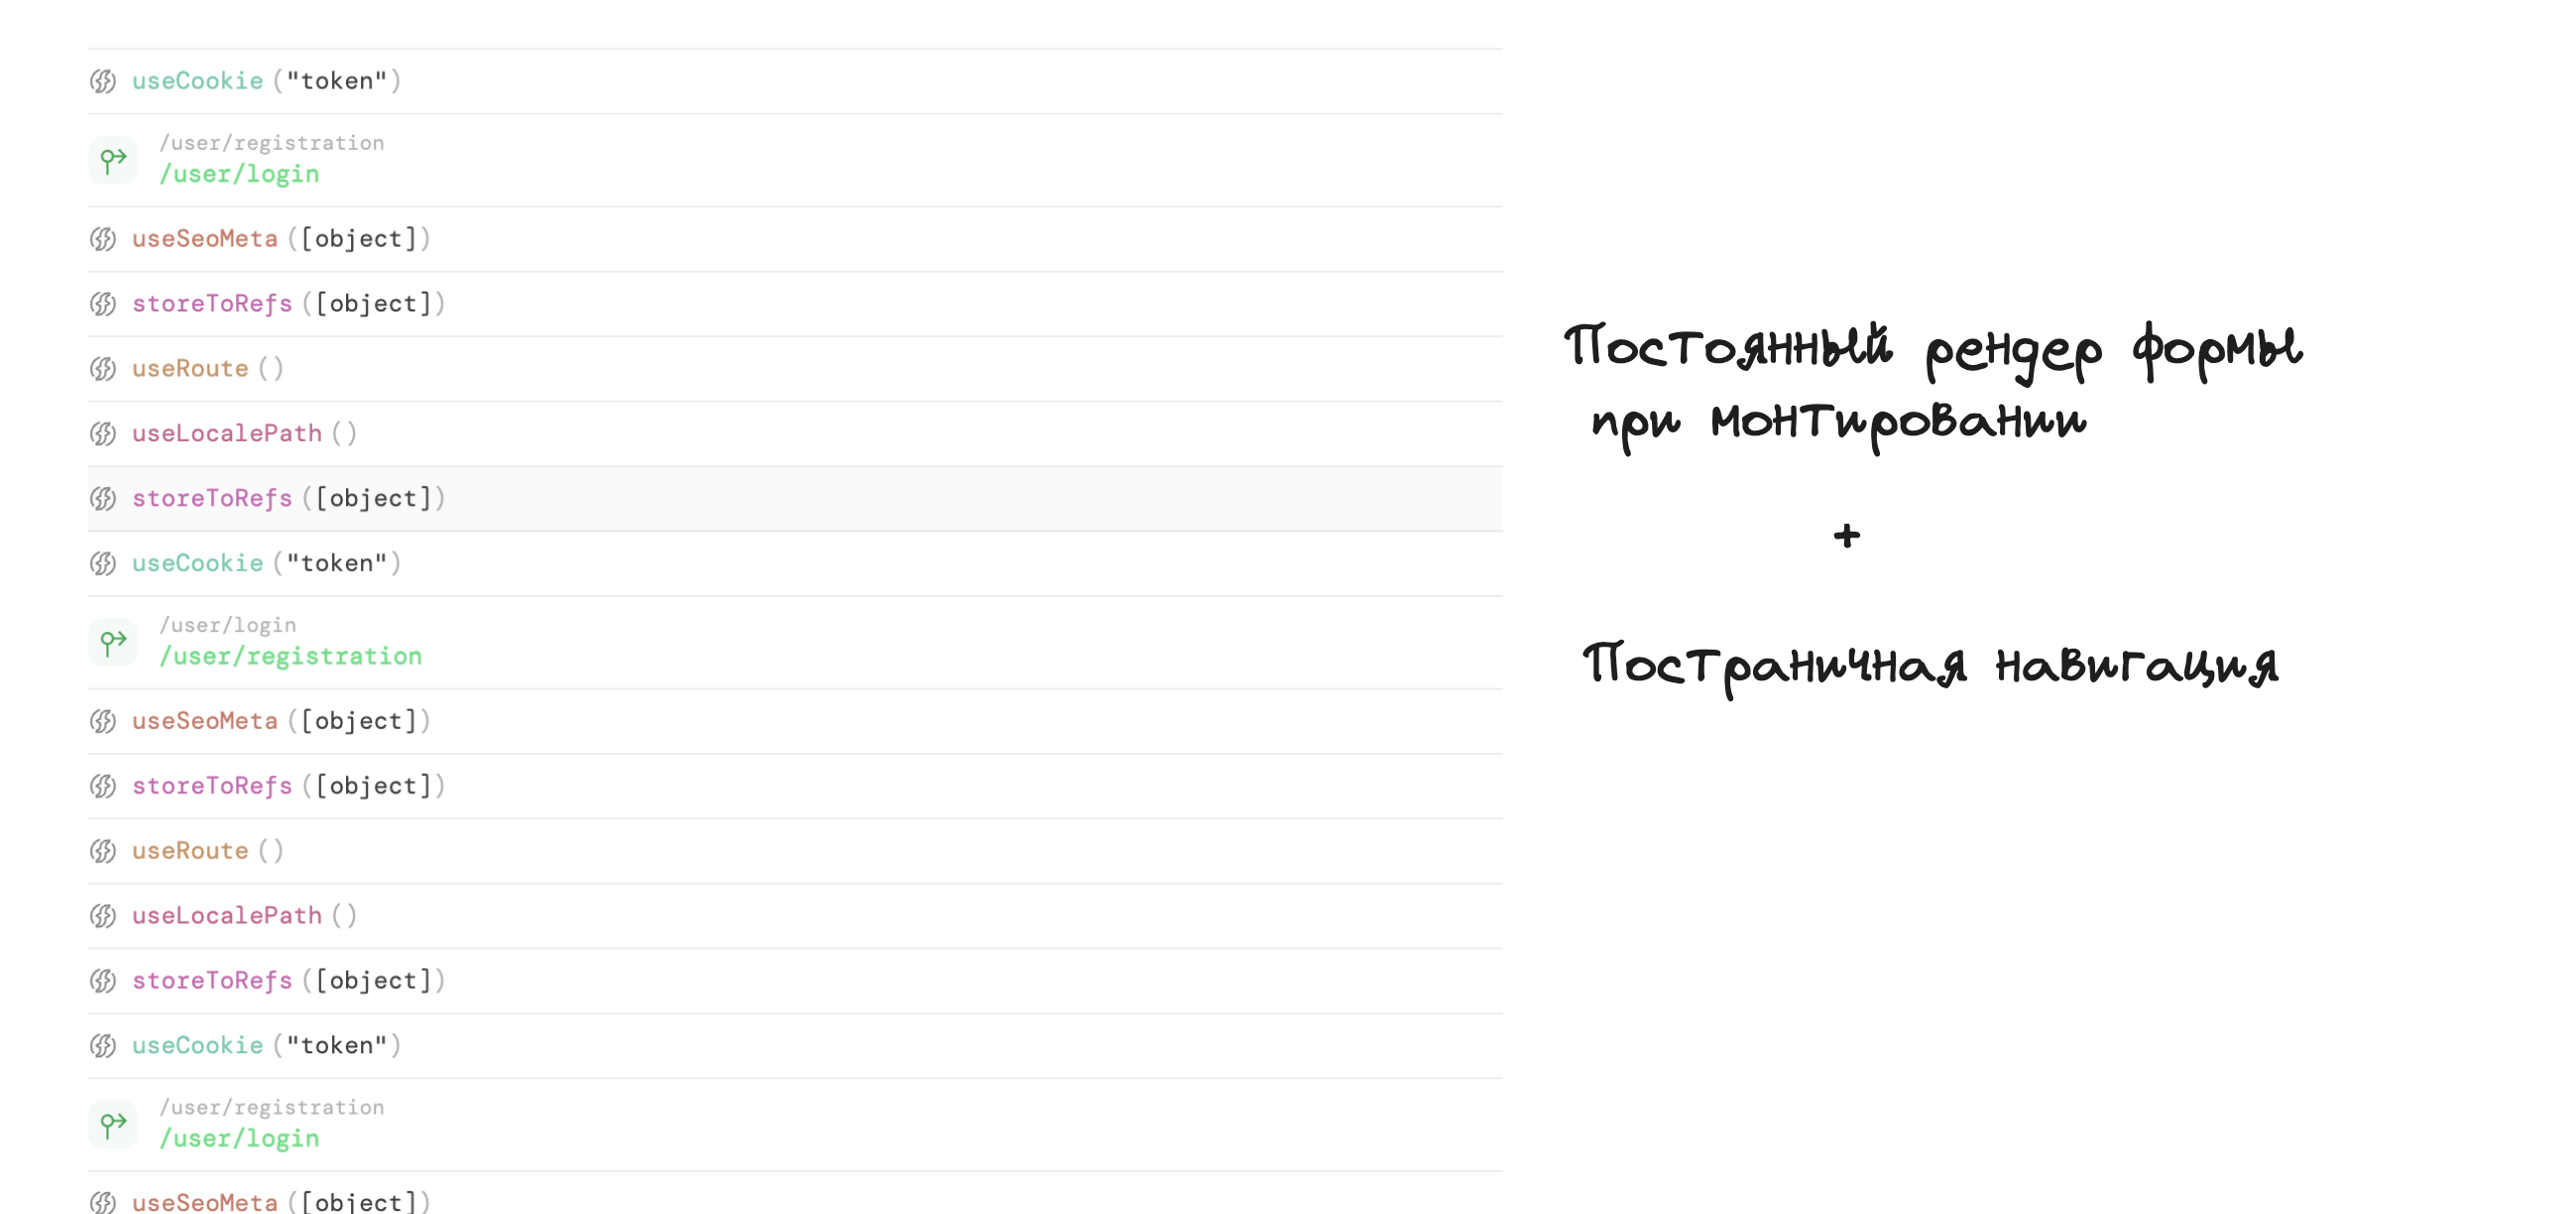 useCookie ("token")
/user/registration
/user/login
useSeoMeta ([object])
storeToRefs ([object])
useRoute ()
useLocalePath ()
storeToRefs ([object])
useCookie ("token")
/user/login
/user/registration
useSeoMeta ([object])
storeToRefs ([object])
useRoute ()
useLocalePath ()
storeToRefs ([object])
useCookie ("token")
/user/registration
/user/login
useSeoMeta ([object])
Постоянный рендер формы
при монтировании
+
Постраничная навигация